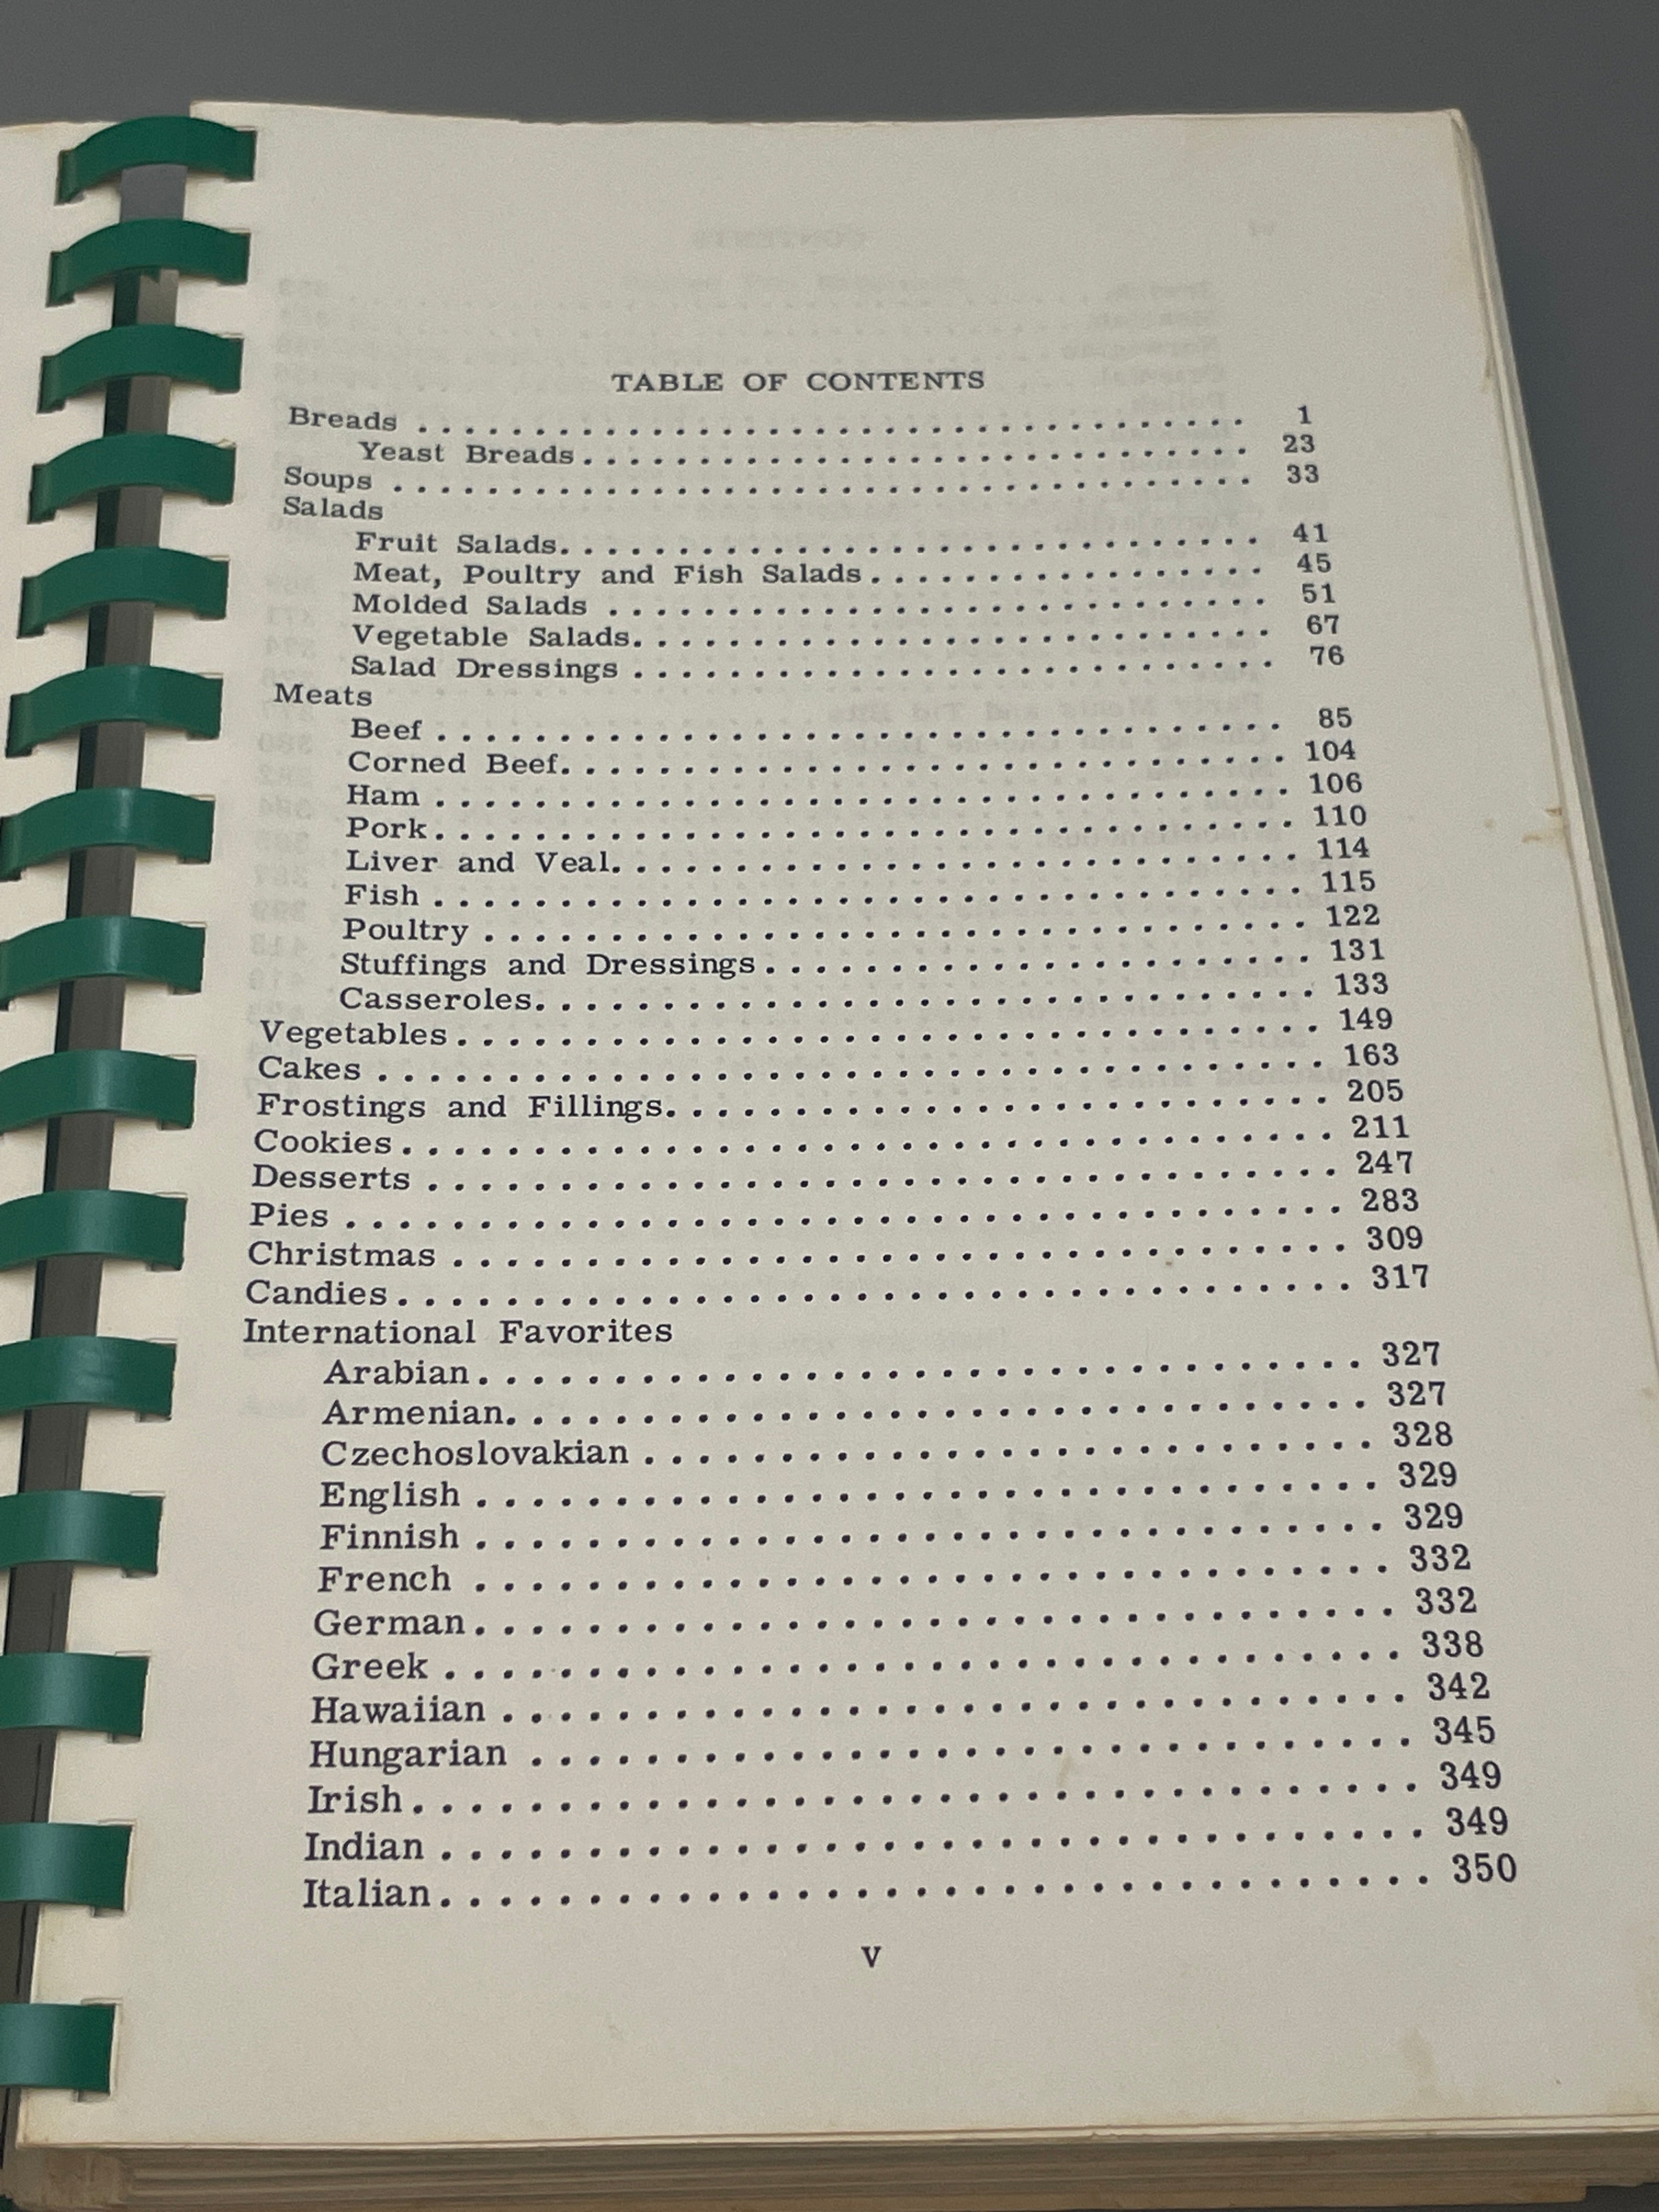 TABLE OF CONTENTS
Breads . . . . . . . . . . . . . . . . . . . . . . . . . . . . . . . . . . . 1
Yeast Breads. . . . . . . . . . . . . . . . . . . . . . . . . . . . 23
Soups . . . . . . . . . . . . . . . . . . . . . . . . . . . . . . . . . . . . 33
Salads
Fruit Salads. . . . . . . . . . . . . . . . . . . . . . . . . . . . . . 41
Meat, Poultry and Fish Salads. . . . . . . . . . . . . . . . . 45
Molded Salads . . . . . . . . . . . . . . . . . . . . . . . . . . . . 51
Vegetable Salads. . . . . . . . . . . . . . . . . . . . . . . . . . . 67
Salad Dressings . . . . . . . . . . . . . . . . . . . . . . . . . . . 76
Meats
Beef . . . . . . . . . . . . . . . . . . . . . . . . . . . . . . . . . . 85
Corned Beef. . . . . . . . . . . . . . . . . . . . . . . . . . . . . 104
Ham . . . . . . . . . . . . . . . . . . . . . . . . . . . . . . . . . . 106
Pork. . . . . . . . . . . . . . . . . . . . . . . . . . . . . . . . . . 110
Liver and Veal. . . . . . . . . . . . . . . . . . . . . . . . . . . 114
Fish . . . . . . . . . . . . . . . . . . . . . . . . . . . . . . . . . . 115
Poultry . . . . . . . . . . . . . . . . . . . . . . . . . . . . . . . . 122
Stuffings and Dressings. . . . . . . . . . . . . . . . . . . . . 131
Casseroles. . . . . . . . . . . . . . . . . . . . . . . . . . . . . . 133
Vegetables. . . . . . . . . . . . . . . . . . . . . . . . . . . . . . . . . 149
Cakes . . . . . . . . . . . . . . . . . . . . . . . . . . . . . . . . . . . . 163
Frostings and Fillings. . . . . . . . . . . . . . . . . . . . . . . . . 205
Cookies. . . . . . . . . . . . . . . . . . . . . . . . . . . . . . . . . . . 211
Desserts . . . . . . . . . . . . . . . . . . . . . . . . . . . . . . . . . . 247
Pies . . . . . . . . . . . . . . . . . . . . . . . . . . . . . . . . . . . . . 283
Christmas . . . . . . . . . . . . . . . . . . . . . . . . . . . . . . . . . 309
Candies. . . . . . . . . . . . . . . . . . . . . . . . . . . . . . . . . . . 317
International Favorites
Arabian. . . . . . . . . . . . . . . . . . . . . . . . . . . . . . . . 327
Armenian. . . . . . . . . . . . . . . . . . . . . . . . . . . . . . . 327
Czechoslovakian . . . . . . . . . . . . . . . . . . . . . . . . . . 328
English . . . . . . . . . . . . . . . . . . . . . . . . . . . . . . . . 329
Finnish . . . . . . . . . . . . . . . . . . . . . . . . . . . . . . . . 329
French . . . . . . . . . . . . . . . . . . . . . . . . . . . . . . . . 332
German. . . . . . . . . . . . . . . . . . . . . . . . . . . . . . . . 332
Greek . . . . . . . . . . . . . . . . . . . . . . . . . . . . . . . . . 338
Hawaiian . . . . . . . . . . . . . . . . . . . . . . . . . . . . . . . 342
Hungarian . . . . . . . . . . . . . . . . . . . . . . . . . . . . . . 345
Irish. . . . . . . . . . . . . . . . . . . . . . . . . . . . . . . . . . 349
Indian . . . . . . . . . . . . . . . . . . . . . . . . . . . . . . . . . 349
Italian. . . . . . . . . . . . . . . . . . . . . . . . . . . . . . . . . 350
v